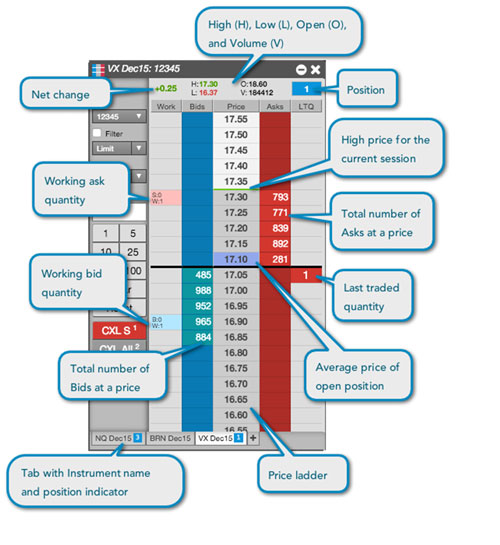 High (H), Low (L), Open (O),
and Volume (V)
VX Dec15: 12345
Net change
+0.25
H:17.30
L: 16.37
O:18.60
V: 184412
1
Position
Work
Bids
Price
Asks
LTQ
12345
Filter
Limit
17.55
17.50
17.45
17.40
17.35
High price for the
current session
Working ask
quantity
S:0
W:1
17.30 793
17.25 771
17.20 839
17.15 892
17.10 281
Total number of
Asks at a price
1 5
10 25
100
Working bid
quantity
485 17.05 1
988 17.00
952 16.95
S:0
W:1
965 16.90
884 16.85
Last traded
quantity
CXL S 1
CXL All 2
16.80
16.75
16.70
16.65
16.60
16.55
Total number of
Bids at a price
Average price of
open position
NQ Dec15 3
BRN Dec15
VX Dec15 1
+
Tab with Instrument name
and position indicator
Price ladder